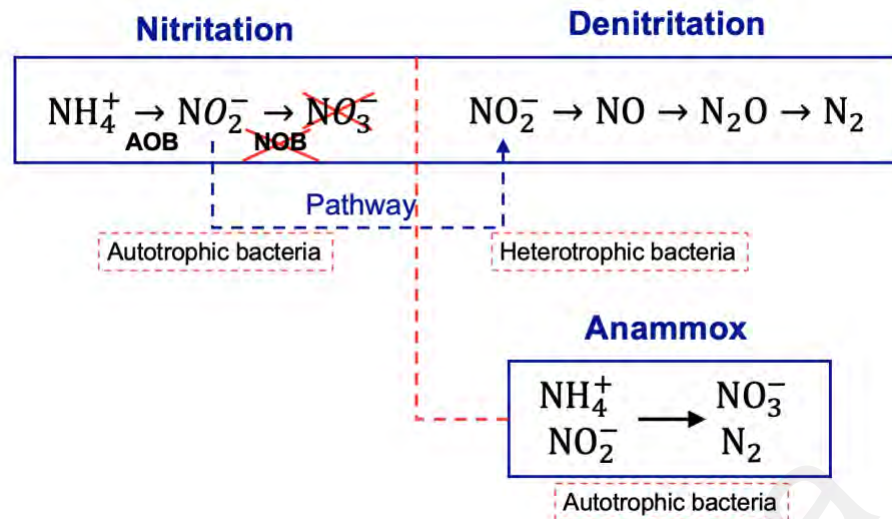 Nitritation
Denitritation
NH₄⁺ → NO₂⁻ → NO₃⁻
AOB
NOB
NO₂⁻ → NO → N₂O → N₂
Pathway
Autotrophic bacteria
Heterotrophic bacteria
Anammox
NH₄⁺ → NO₃⁻
NO₂⁻ N₂
Autotrophic bacteria